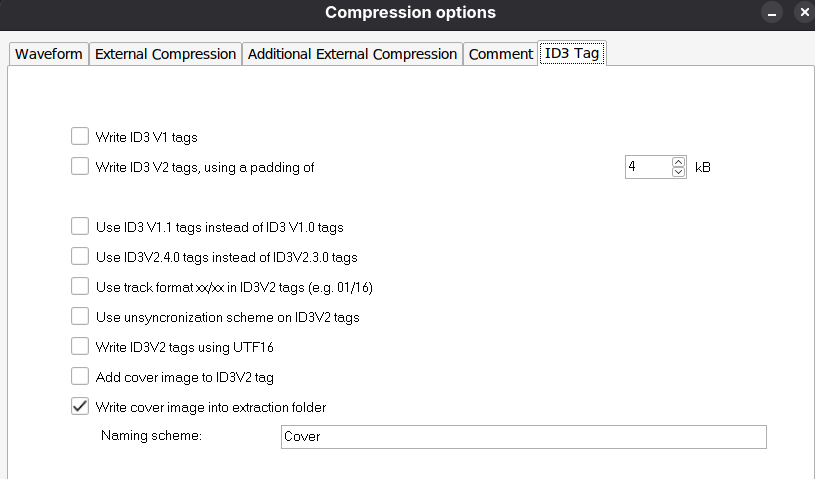 Compression options
Waveform External Compression Additional External Compression Comment ID3 Tag
Write ID3 V1 tags
Write ID3 V2 tags, using a padding of 4 kB
Use ID3 V1.1 tags instead of ID3 V1.0 tags
Use ID3V2.4.0 tags instead of ID3V2.3.0 tags
Use track format xx/xx in ID3V2 tags (e.g. 01/16)
Use unsyncronization scheme on ID3V2 tags
Write ID3V2 tags using UTF16
Add cover image to ID3V2 tag
Write cover image into extraction folder
Naming scheme: Cover